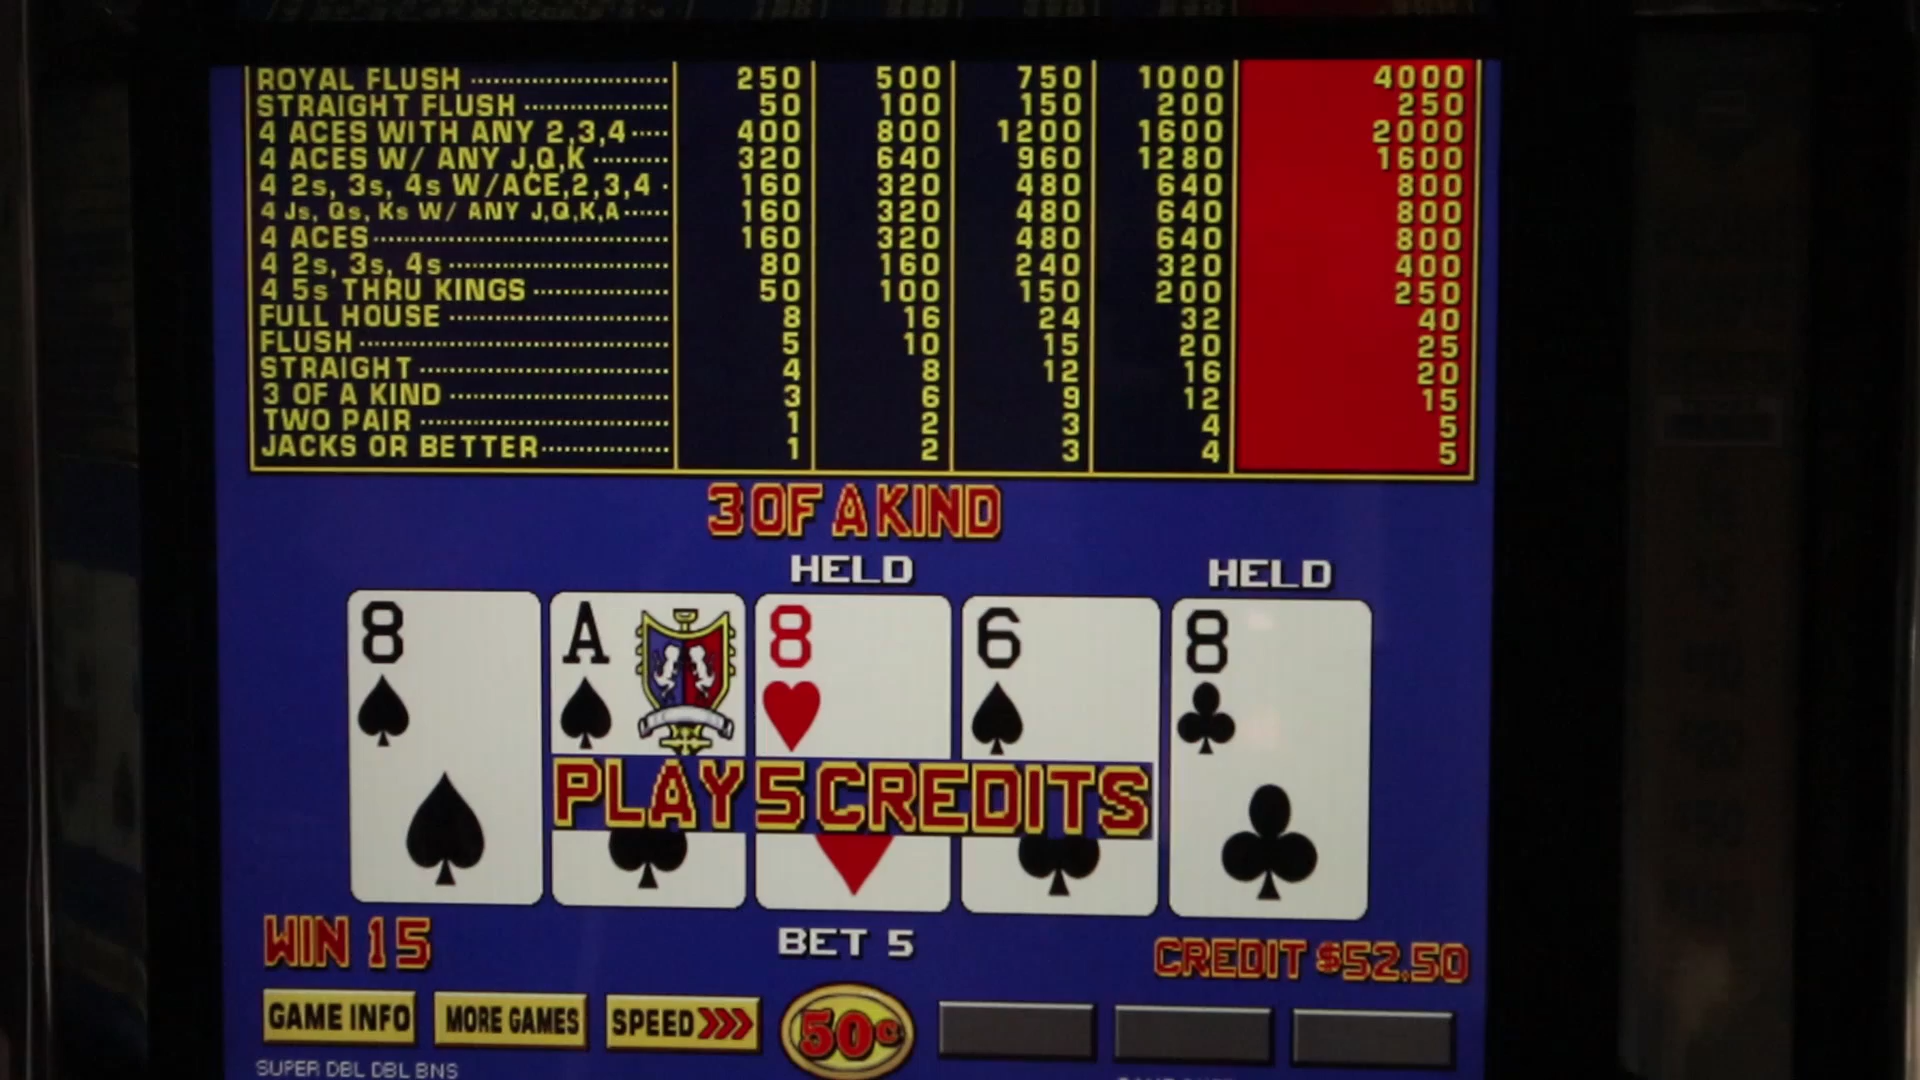 ROYAL FLUSH 250 500 750 1000 4000
STRAIGHT FLUSH 50 100 150 200 250
4 ACES WITH ANY 2,3,4 400 800 1200 1600 2000
4 ACES W/ ANY J,Q,K 320 640 960 1280 1600
4 2s, 3s, 4s W/ACE,2,3,4 160 320 480 640 800
4 Js, Qs, Ks W/ ANY J,Q,K,A 160 320 480 640 800
4 ACES 160 320 480 640 800
4 2s, 3s, 4s 80 160 240 320 400
4 5s THRU KINGS 50 100 150 200 250
FULL HOUSE 8 16 24 32 40
FLUSH 5 10 15 20 25
STRAIGHT 4 8 12 16 20
3 OF A KIND 3 6 9 12 15
TWO PAIR 1 2 3 4 5
JACKS OR BETTER 1 2 3 4 5
3 OF A KIND
HELD HELD
8 A 8 6 8
PLAY 5 CREDITS
WIN 15 BET 5 CREDIT $52.50
GAME INFO MORE GAMES SPEED 50¢
SUPER DBL DBL BNS